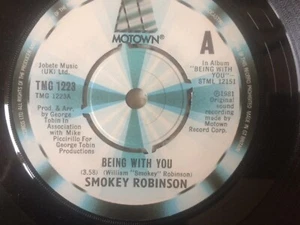 MOTOWN
A
Jobete Music
(UK) Ltd.
TMG 1223
TMG 1223A
Prod. & Arr.
by George
Tobin in
Association
with Mike
Piccirillo For
George Tobin
Productions
In Album
"BEING WITH
YOU"
STML 12151
℗1981
Original
sound
recording
made by
Motown
Record Corp.
BEING WITH YOU
(3.58) (William "Smokey" Robinson)
SMOKEY ROBINSON